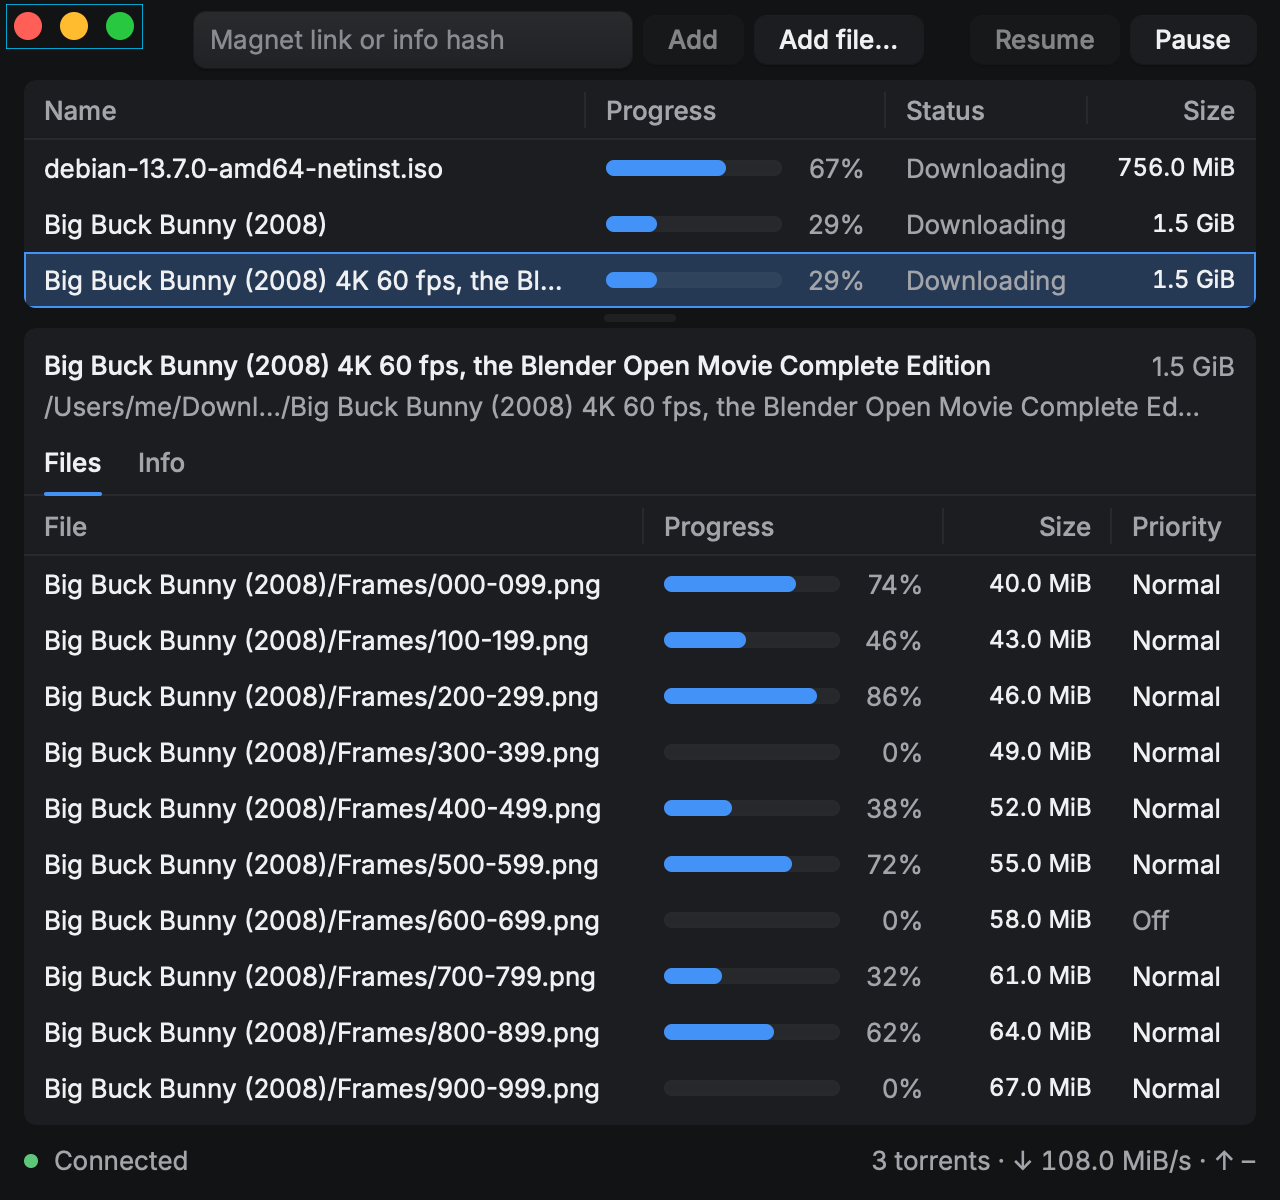 Magnet link or info hash Add Add file... Resume Pause
Name Progress Status Size
debian-13.7.0-amd64-netinst.iso 67% Downloading 756.0 MiB
Big Buck Bunny (2008) 29% Downloading 1.5 GiB
Big Buck Bunny (2008) 4K 60 fps, the Bl... 29% Downloading 1.5 GiB
Big Buck Bunny (2008) 4K 60 fps, the Blender Open Movie Complete Edition 1.5 GiB
/Users/me/Downl.../Big Buck Bunny (2008) 4K 60 fps, the Blender Open Movie Complete Ed...
Files Info
File Progress Size Priority
Big Buck Bunny (2008)/Frames/000-099.png 74% 40.0 MiB Normal
Big Buck Bunny (2008)/Frames/100-199.png 46% 43.0 MiB Normal
Big Buck Bunny (2008)/Frames/200-299.png 86% 46.0 MiB Normal
Big Buck Bunny (2008)/Frames/300-399.png 0% 49.0 MiB Normal
Big Buck Bunny (2008)/Frames/400-499.png 38% 52.0 MiB Normal
Big Buck Bunny (2008)/Frames/500-599.png 72% 55.0 MiB Normal
Big Buck Bunny (2008)/Frames/600-699.png 0% 58.0 MiB Off
Big Buck Bunny (2008)/Frames/700-799.png 32% 61.0 MiB Normal
Big Buck Bunny (2008)/Frames/800-899.png 62% 64.0 MiB Normal
Big Buck Bunny (2008)/Frames/900-999.png 0% 67.0 MiB Normal
Connected 3 torrents · ↓ 108.0 MiB/s · ↑ –